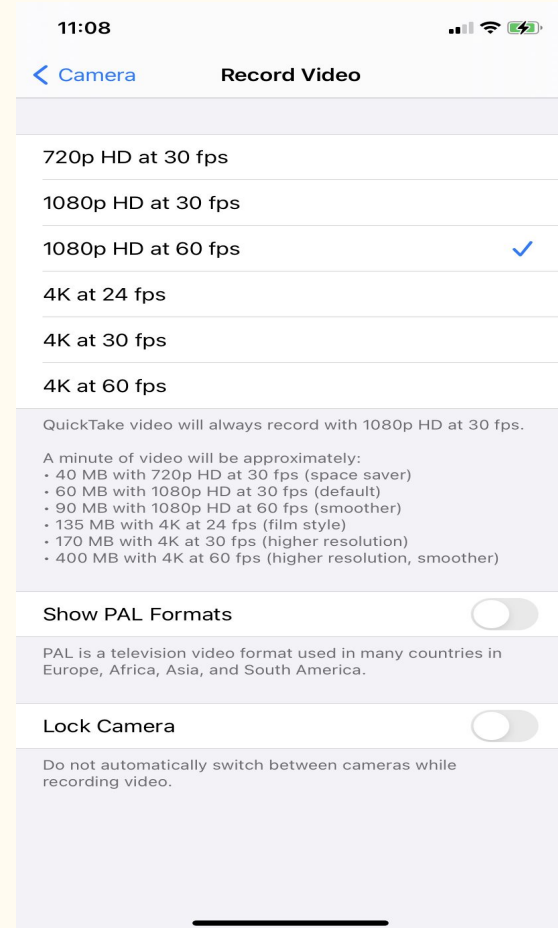 11:08
Camera
Record Video
720p HD at 30 fps
1080p HD at 30 fps
1080p HD at 60 fps
4K at 24 fps
4K at 30 fps
4K at 60 fps
QuickTake video will always record with 1080p HD at 30 fps.
A minute of video will be approximately:
• 40 MB with 720p HD at 30 fps (space saver)
• 60 MB with 1080p HD at 30 fps (default)
• 90 MB with 1080p HD at 60 fps (smoother)
• 135 MB with 4K at 24 fps (film style)
• 170 MB with 4K at 30 fps (higher resolution)
• 400 MB with 4K at 60 fps (higher resolution, smoother)
Show PAL Formats
PAL is a television video format used in many countries in
Europe, Africa, Asia, and South America.
Lock Camera
Do not automatically switch between cameras while
recording video.